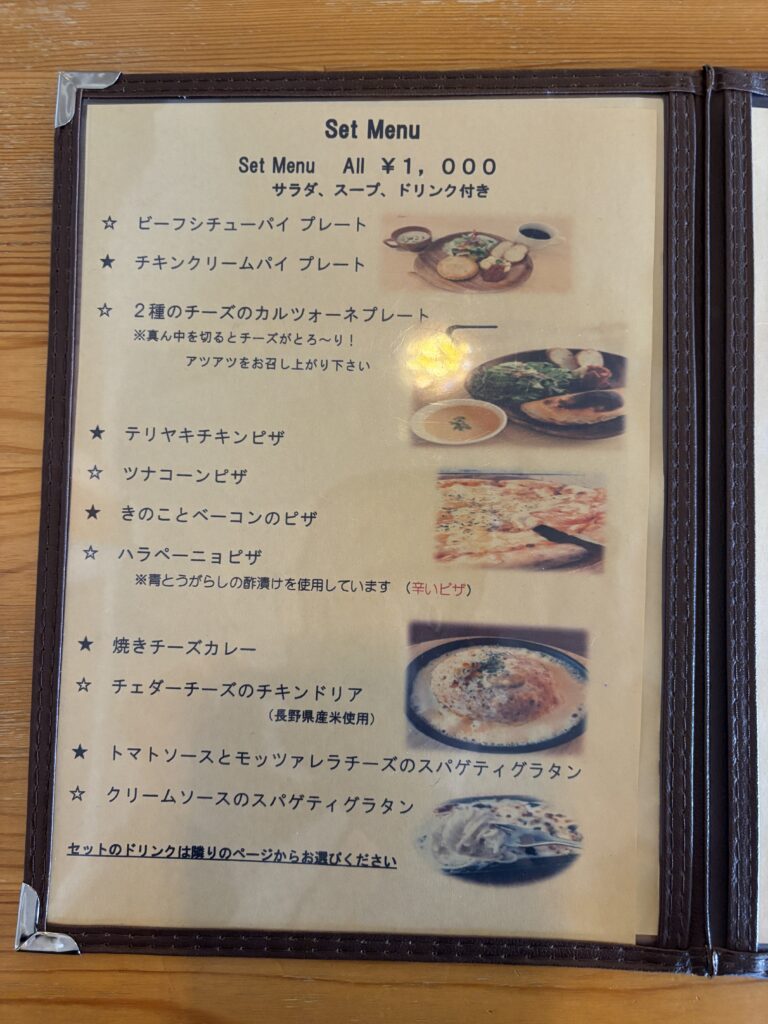 Set Menu
Set Menu All ¥1,000
サラダ、スープ、ドリンク付き
☆ ビーフシチューパイ プレート
★ チキンクリームパイ プレート
☆ 2種のチーズのカルツォーネプレート
※真ん中を切るとチーズがとろ～り!
アツアツをお召し上がり下さい
★ テリヤキチキンピザ
☆ ツナコーンピザ
★ きのことベーコンのピザ
☆ ハラペーニョピザ
※青とうがらしの酢漬けを使用しています (辛いピザ)
★ 焼きチーズカレー
☆ チェダーチーズのチキンドリア
(長野県産米使用)
★ トマトソースとモッツァレラチーズのスパゲティグラタン
☆ クリームソースのスパゲティグラタン
セットのドリンクは隣りのページからお選びください